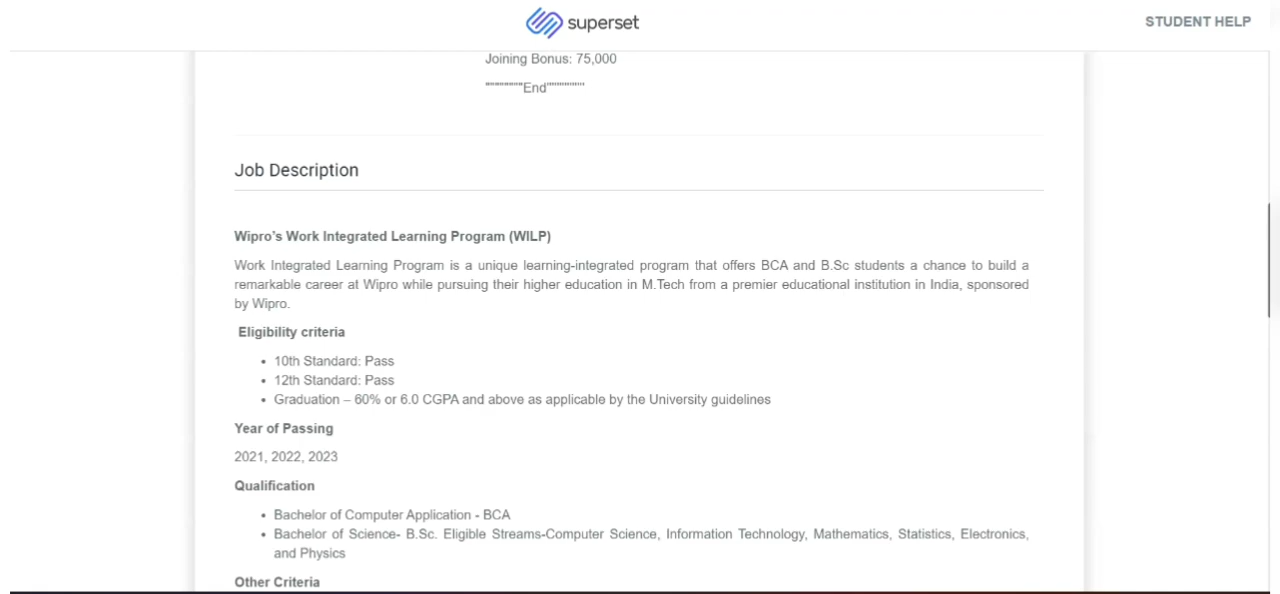 superset
STUDENT HELP
Joining Bonus: 75,000
""""""""""End""""""""""
Job Description
Wipro's Work Integrated Learning Program (WILP)
Work Integrated Learning Program is a unique learning-integrated program that offers BCA and B.Sc students a chance to build a
remarkable career at Wipro while pursuing their higher education in M.Tech from a premier educational institution in India, sponsored
by Wipro.
Eligibility criteria
• 10th Standard: Pass
• 12th Standard: Pass
• Graduation – 60% or 6.0 CGPA and above as applicable by the University guidelines
Year of Passing
2021, 2022, 2023
Qualification
• Bachelor of Computer Application - BCA
• Bachelor of Science- B.Sc. Eligible Streams-Computer Science, Information Technology, Mathematics, Statistics, Electronics,
and Physics
Other Criteria